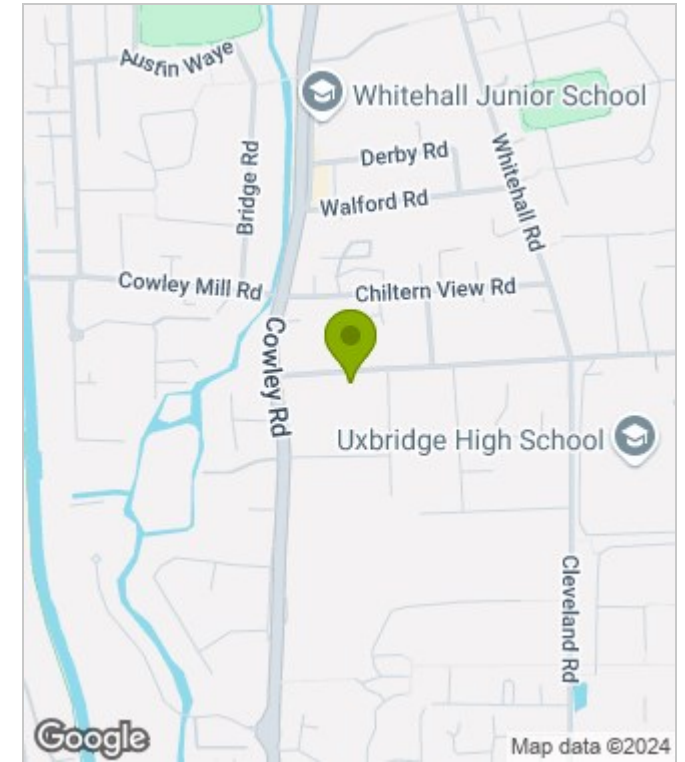 Austin Waye
Whitehall Junior School
Derby Rd
Whitehall Rd
Bridge Rd
Walford Rd
Cowley Mill Rd
Chiltern View Rd
Cowley Rd
Uxbridge High School
Cleveland Rd
Google
Map data ©2024